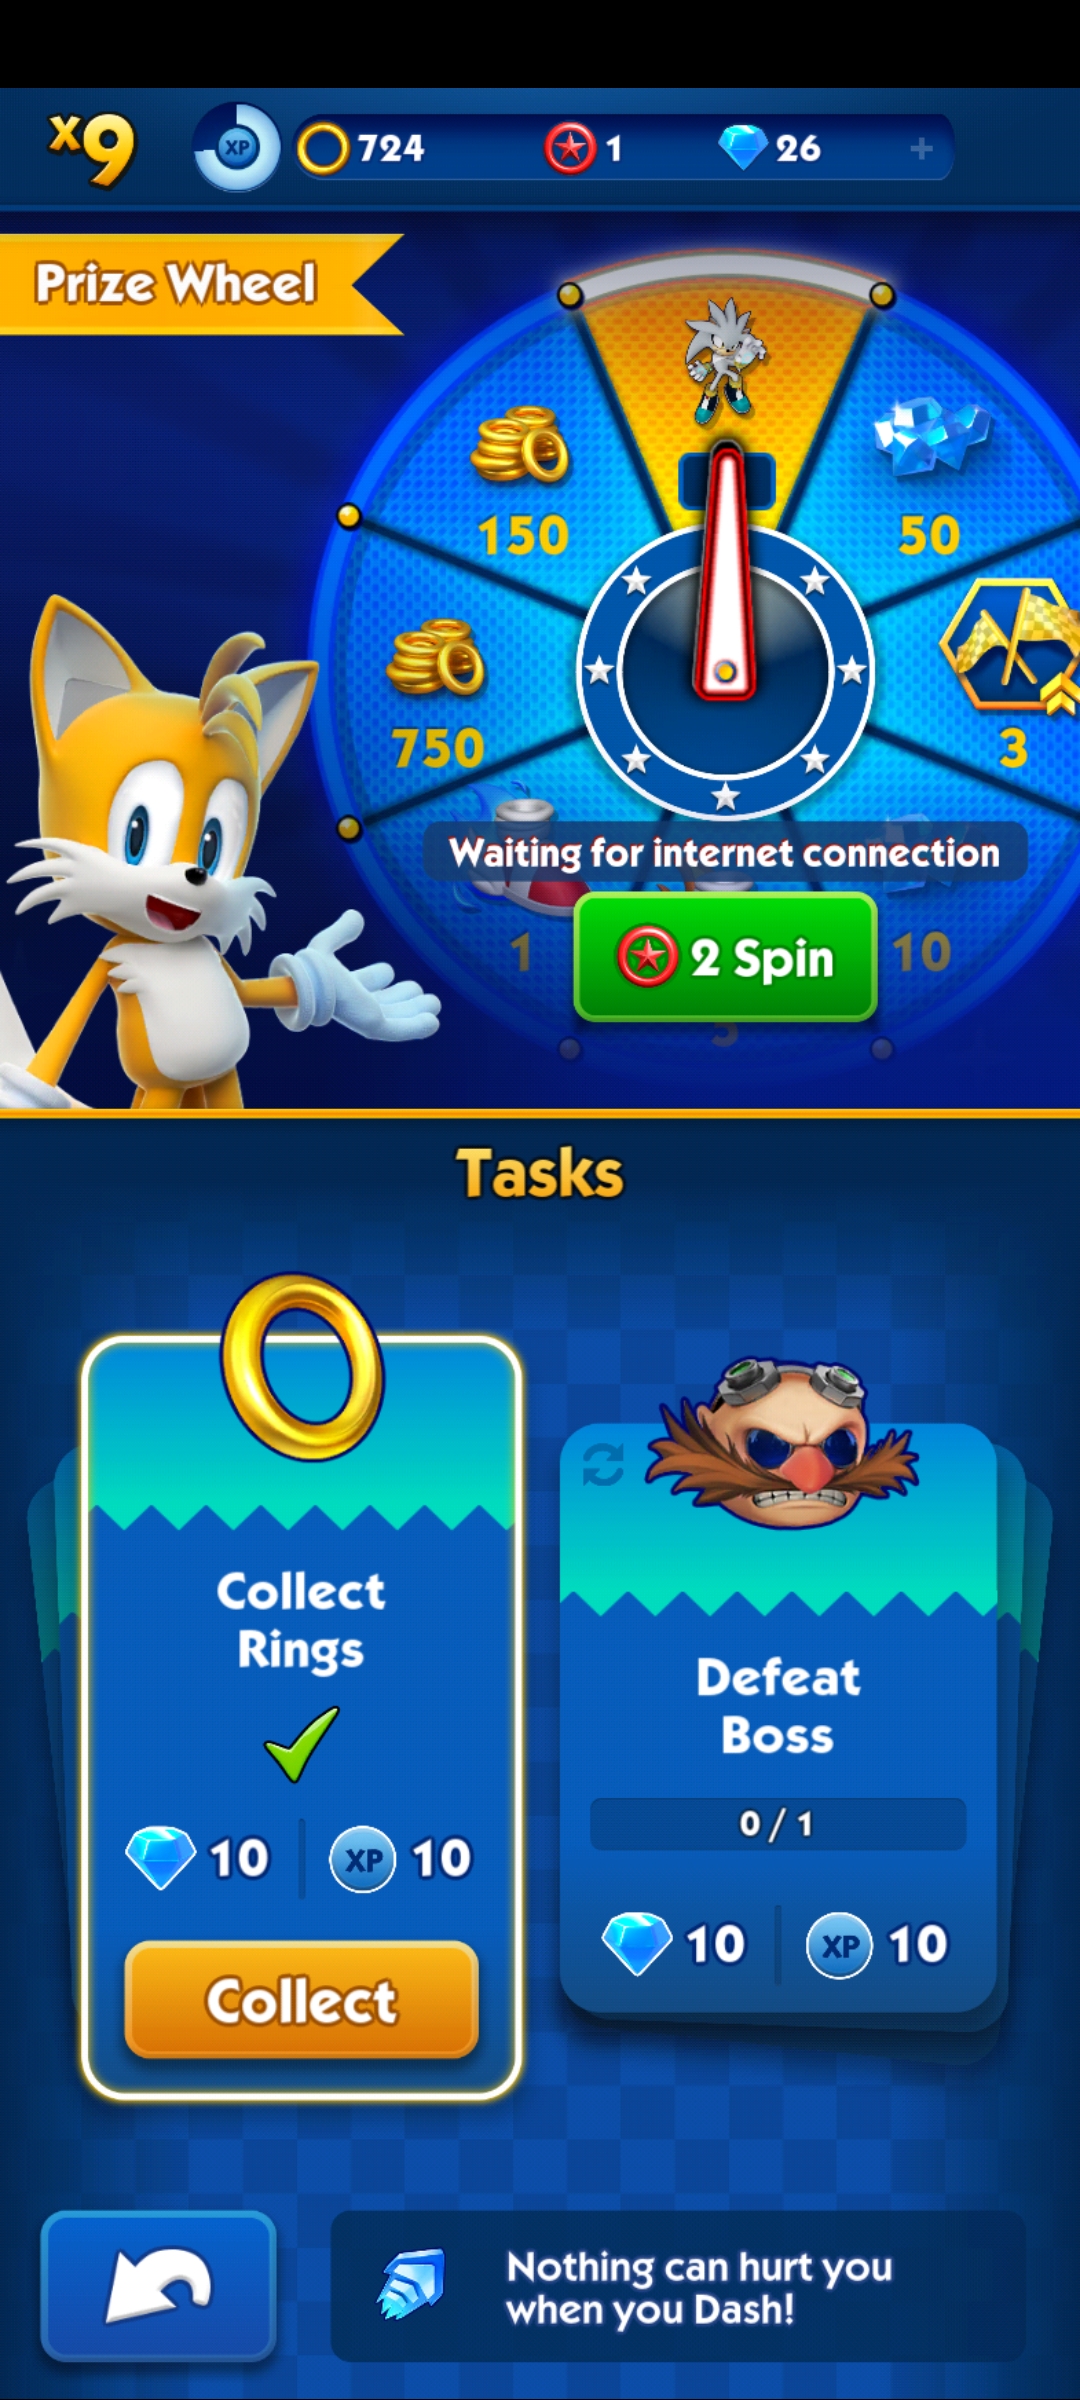 x9
XP
724
1
26
+
Prize Wheel
150
50
750
3
Waiting for internet connection
1
2 Spin
10
3
Tasks
Collect
Rings
10
XP
10
Collect
Defeat
Boss
0 / 1
10
XP
10
Nothing can hurt you
when you Dash!